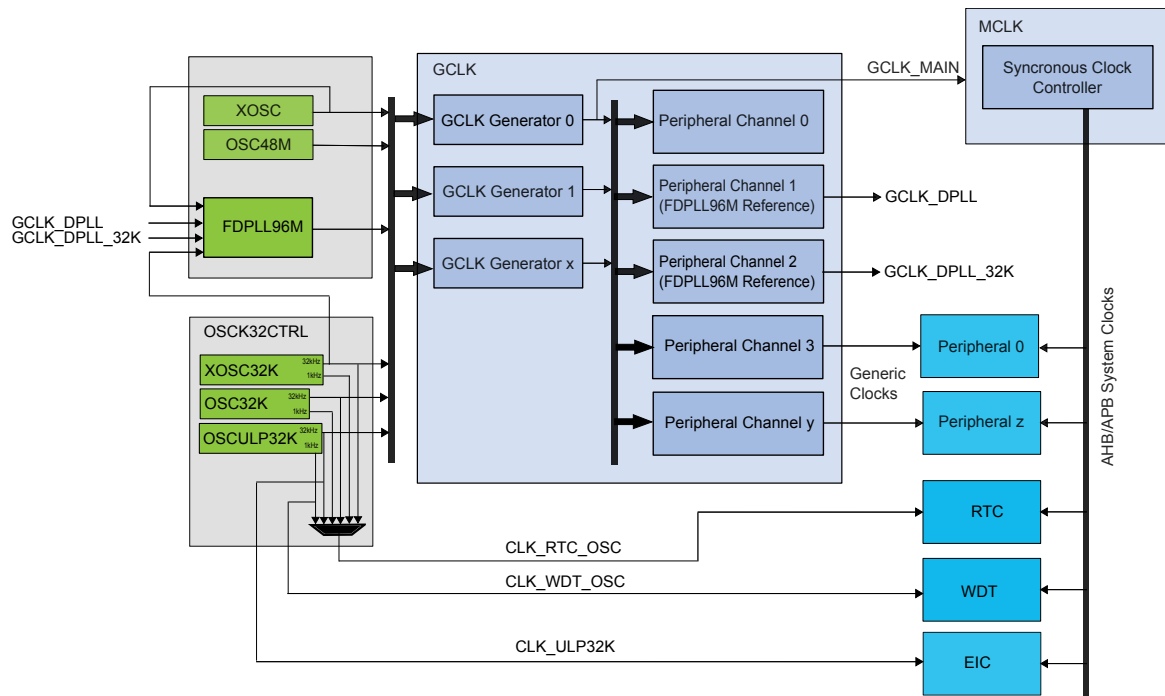 MCLK
Syncronous Clock
Controller
GCLK_MAIN
GCLK
XOSC
OSC48M
FDPLL96M
GCLK_DPLL
GCLK_DPLL_32K
GCLK Generator 0
GCLK Generator 1
GCLK Generator x
Peripheral Channel 0
Peripheral Channel 1
(FDPLL96M Reference)
GCLK_DPLL
Peripheral Channel 2
(FDPLL96M Reference)
GCLK_DPLL_32K
Peripheral Channel 3
Generic
Clocks
Peripheral Channel y
Peripheral 0
Peripheral z
AHB/APB System Clocks
OSCK32CTRL
XOSC32K
32kHz
1kHz
OSC32K
32kHz
1kHz
OSCULP32K
32kHz
1kHz
CLK_RTC_OSC
RTC
CLK_WDT_OSC
WDT
CLK_ULP32K
EIC